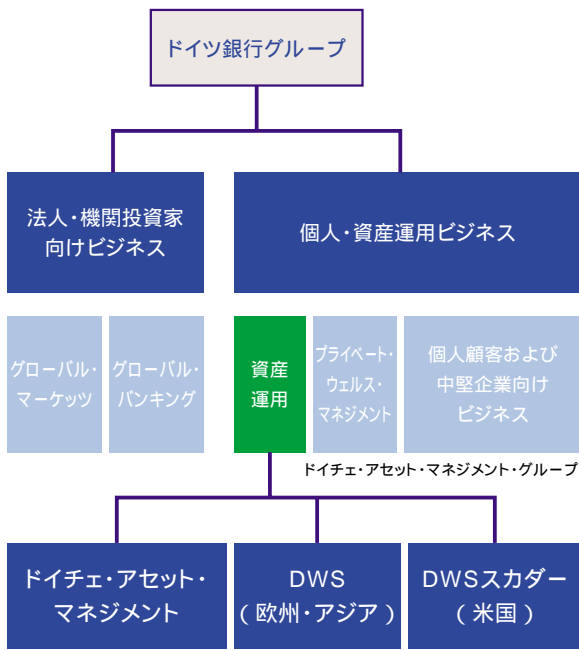 ドイツ銀行グループ
法人・機関投資家
向けビジネス
個人・資産運用ビジネス
グローバル・
マーケッツ
グローバル・
バンキング
資産
運用
プライベート・
ウェルス・
マネジメント
個人顧客および
中堅企業向け
ビジネス
ドイチェ・アセット・マネジメント・グループ
ドイチェ・アセット・
マネジメント
DWS
(欧州・アジア)
DWSスカダー
(米国)